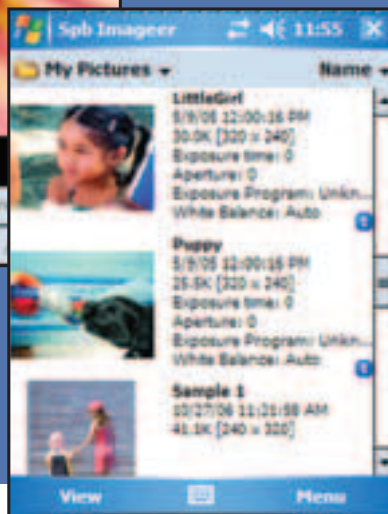 Spb Imageer 11:55
My Pictures Name
LittleGirl
5/9/05 12:00:16 PM
30.0K [320 x 240]
Exposure time: 0
Aperture: 0
Exposure Program: Unkn...
White Balance: Auto
Puppy
5/9/05 12:00:16 PM
25.5K [320 x 240]
Exposure time: 0
Aperture: 0
Exposure Program: Unkn...
White Balance: Auto
Sample 1
10/27/06 11:21:58 AM
41.1K [240 x 320]
View Menu